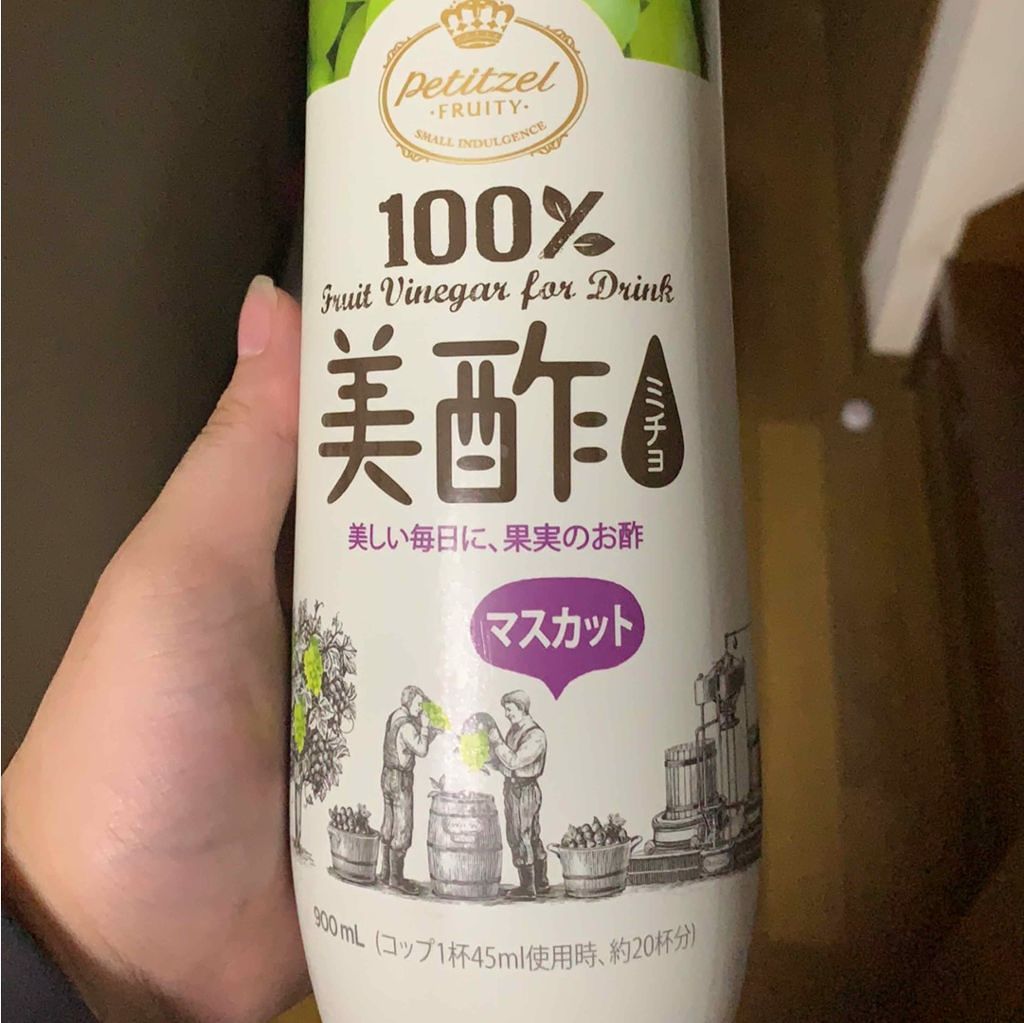 petitzel
·FRUITY·
SMALL INDULGENCE
100%
Fruit Vinegar for Drink
美酢
ミチョ
美しい毎日に、果実のお酢
マスカット
900mL (コップ1杯45ml使用時、約20杯分)